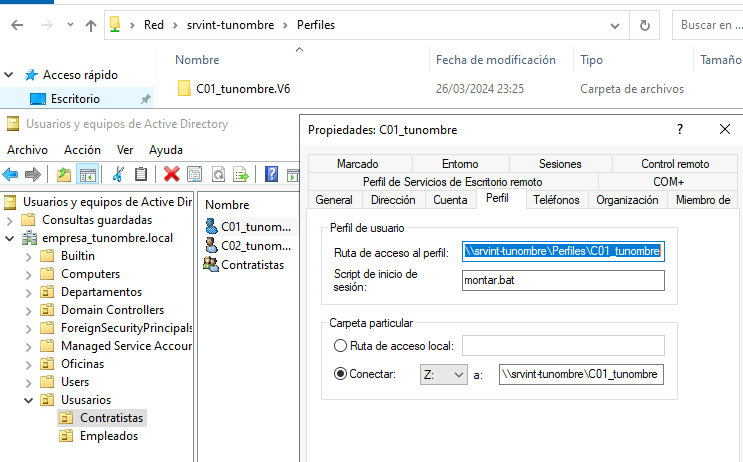 Red > srvint-tunombre > Perfiles
Buscar en ...
Nombre Fecha de modificación Tipo Tamaño
Acceso rápido
Escritorio
C01_tunombre.V6 26/03/2024 23:25 Carpeta de archivos
Usuarios y equipos de Active Directory
Archivo Acción Ver Ayuda
Usuarios y equipos de Active Direc
Consultas guardadas
empresa_tunombre.local
Builtin
Computers
Departamentos
Domain Controllers
ForeignSecurityPrincipals
Managed Service Accour
Oficinas
Users
Ususarios
Contratistas
Empleados
Nombre
C01_tunom...
C02_tunom...
Contratistas
Propiedades: C01_tunombre
Marcado Entorno Sesiones Control remoto
Perfil de Servicios de Escritorio remoto COM+
General Dirección Cuenta Perfil Teléfonos Organización Miembro de
Perfil de usuario
Ruta de acceso al perfil: \\srvint-tunombre\Perfiles\C01_tunombre
Script de inicio de
sesión: montar.bat
Carpeta particular
Ruta de acceso local:
Conectar: Z: a: \\srvint-tunombre\C01_tunombre